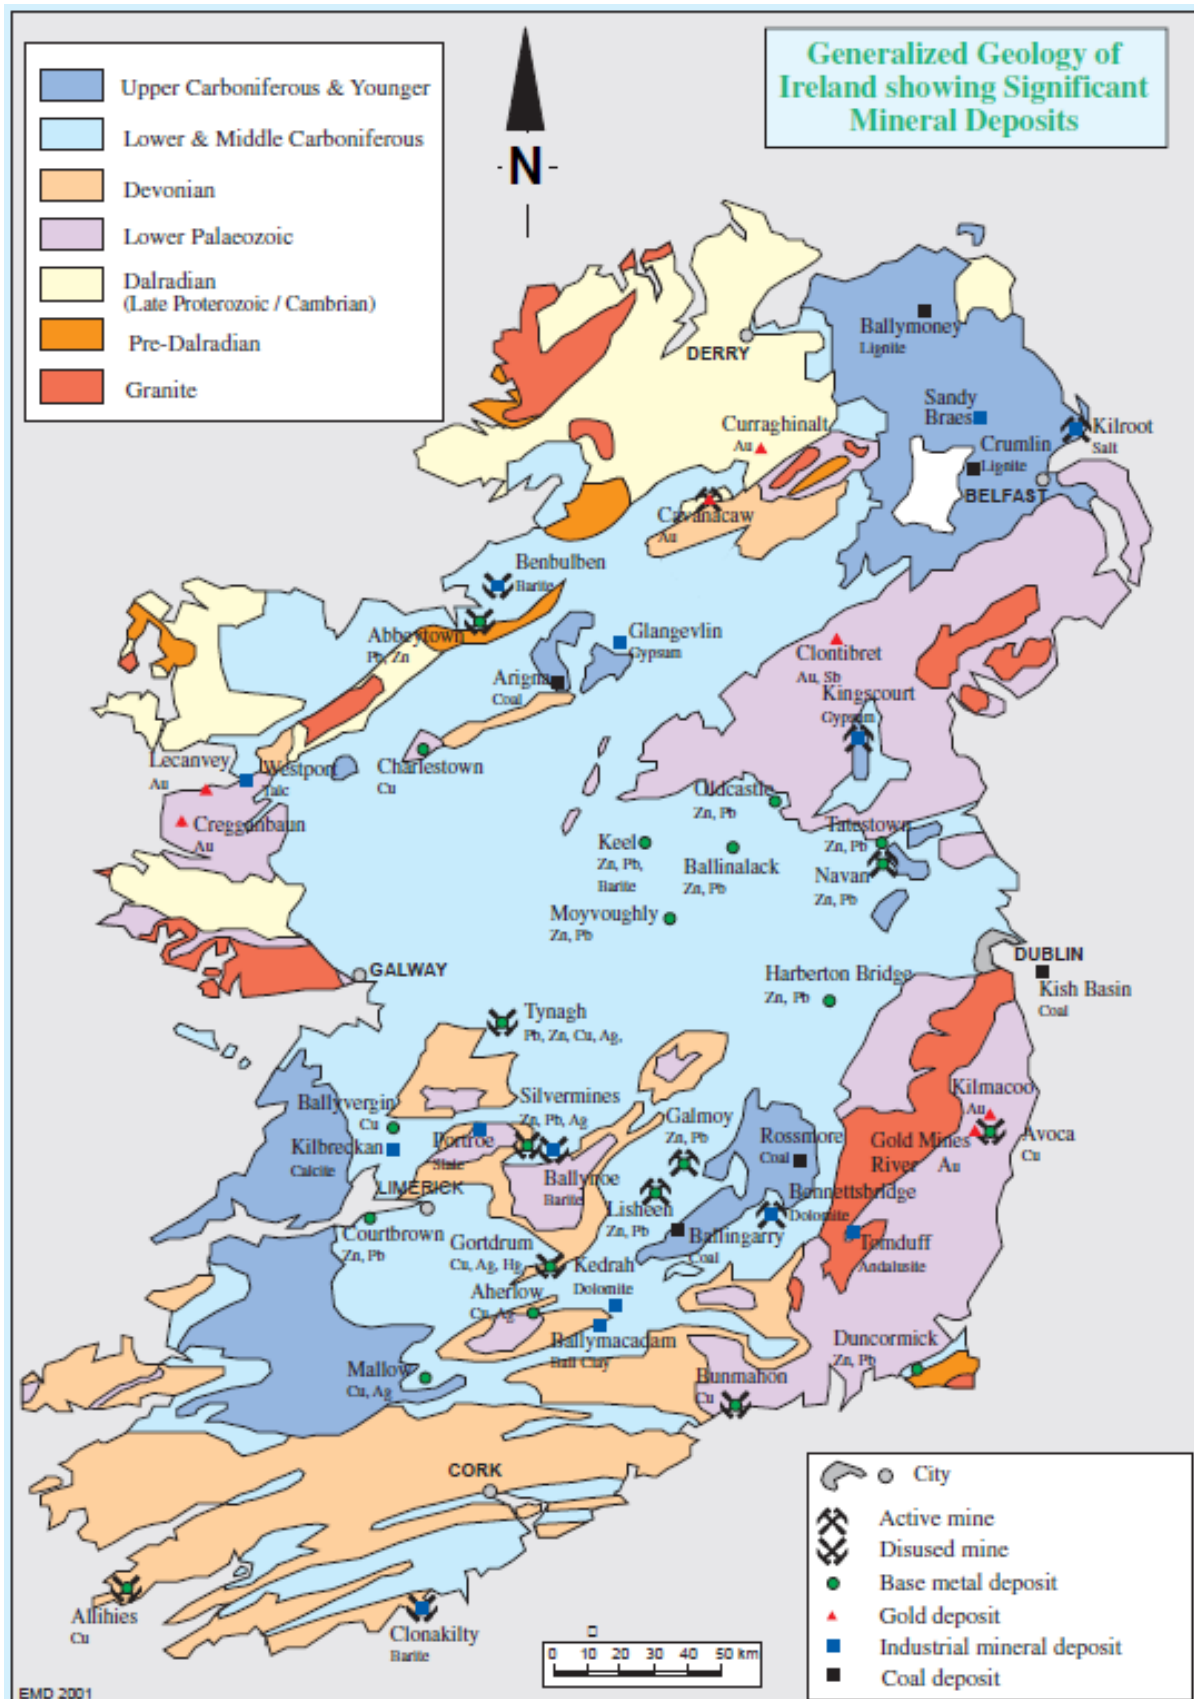 Generalized Geology of
Ireland showing Significant
Mineral Deposits
Upper Carboniferous & Younger
Lower & Middle Carboniferous
Devonian
Lower Palaeozoic
Dalradian
(Late Proterozoic / Cambrian)
Pre-Dalradian
Granite
N
Ballymoney
Lignite
DERRY
Sandy
Braes
Kilroot
Salt
Curraghinalt
Au
Crumlin
Lignite
BELFAST
Cavanacaw
Au
Benbulben
Barite
Abbeytown
Pb, Zn
Glangevlin
Gypsum
Clontibret
Au, Sb
Arigna
Coal
Kingscourt
Gypsum
Lecanvey
Au
Westport
Talc
Charlestown
Cu
Oldcastle
Zn, Pb
Cregganbaun
Au
Tatestown
Zn, Pb
Keel
Zn, Pb,
Barite
Ballinalack
Zn, Pb
Navan
Zn, Pb
Moyvoughly
Zn, Pb
GALWAY
DUBLIN
Harberton Bridge
Zn, Pb
Kish Basin
Coal
Tynagh
Pb, Zn, Cu, Ag,
Kilmacoo
Au
Ballyvergin
Cu
Silvermines
Zn, Pb, Ag
Galmoy
Zn, Pb
Rossmore
Coal
Gold Mines
River
Au
Avoca
Cu
Kilbreckan
Calcite
Portroe
Slate
Ballynoe
Barite
LIMERICK
Lisheen
Zn, Pb
Bennettsbridge
Dolomite
Courtbrown
Zn, Pb
Gortdrum
Cu, Ag, Hg
Kedrah
Dolomite
Ballingarry
Coal
Tomduff
Andalusite
Aherlow
Cu, Ag
Ballymacadam
Ball Clay
Duncormick
Zn, Pb
Mallow
Cu, Ag
Bunmahon
Cu
CORK
Allihies
Cu
Clonakilty
Barite
City
Active mine
Disused mine
Base metal deposit
Gold deposit
Industrial mineral deposit
Coal deposit
0 10 20 30 40 50 km
EMD 2001